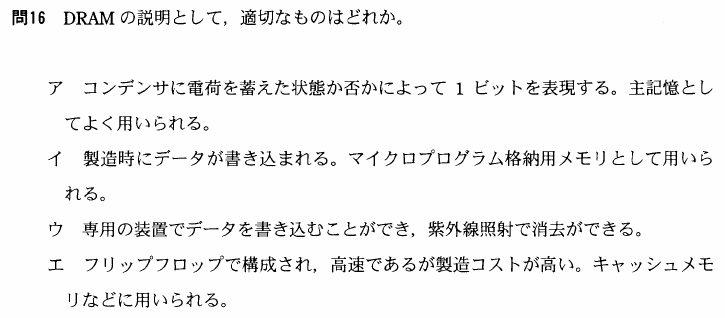 問16 DRAM の説明として，適切なものはどれか。
ア コンデンサに電荷を蓄えた状態か否かによって 1 ビットを表現する。主記憶とし
てよく用いられる。
イ 製造時にデータが書き込まれる。マイクロプログラム格納用メモリとして用いら
れる。
ウ 専用の装置でデータを書き込むことができ，紫外線照射で消去ができる。
エ フリップフロップで構成され，高速であるが製造コストが高い。キャッシュメモ
リなどに用いられる。